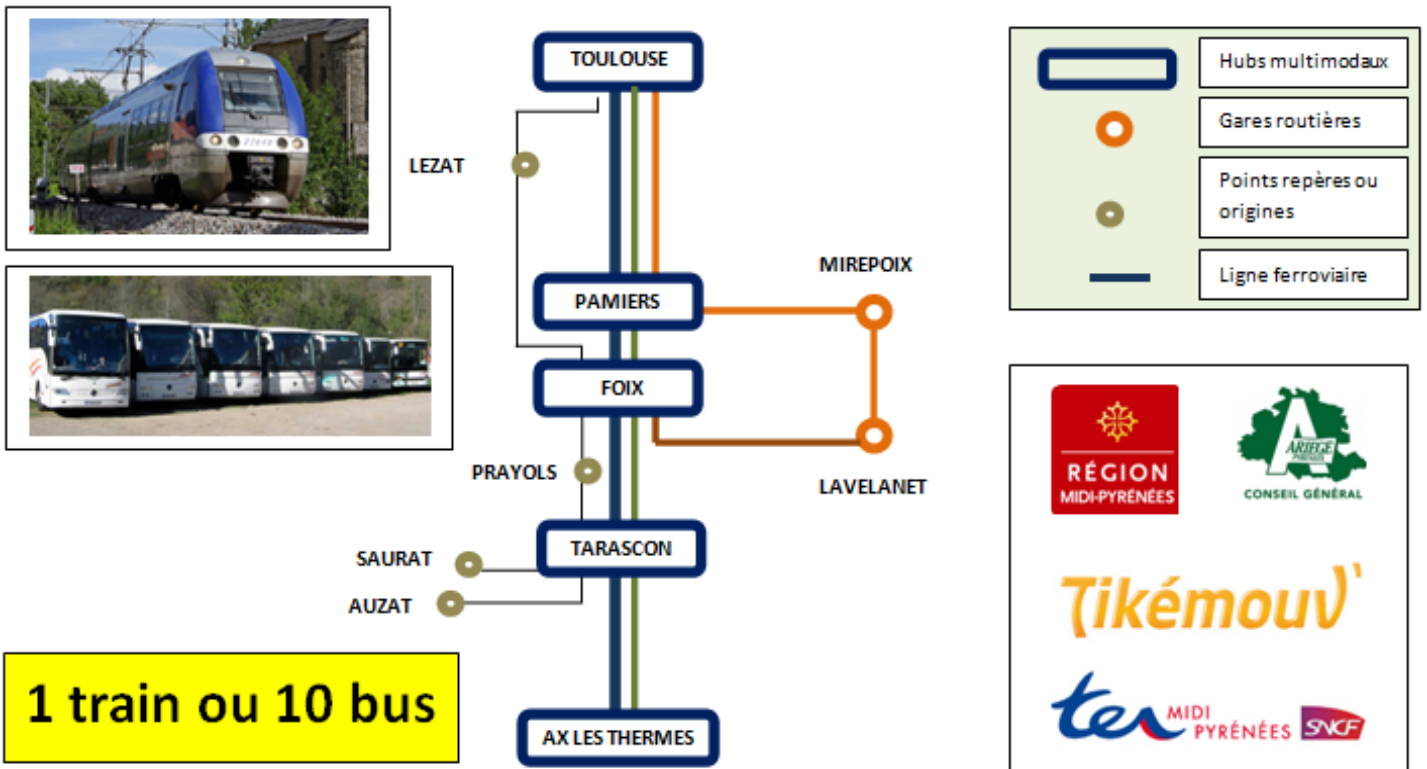 TOULOUSE
LEZAT
MIREPOIX
PAMIERS
FOIX
PRAYOLS
LAVELANET
TARASCON
SAURAT
AUZAT
1 train ou 10 bus
AX LES THERMES
Hubs multimodaux
Gares routières
Points repères ou
origines
Ligne ferroviaire
RÉGION
MIDI-PYRÉNÉES
A
ARIEGE
PYRENEES
CONSEIL GÉNÉRAL
Tikémouv'
ter MIDI
PYRÉNÉES SNCF